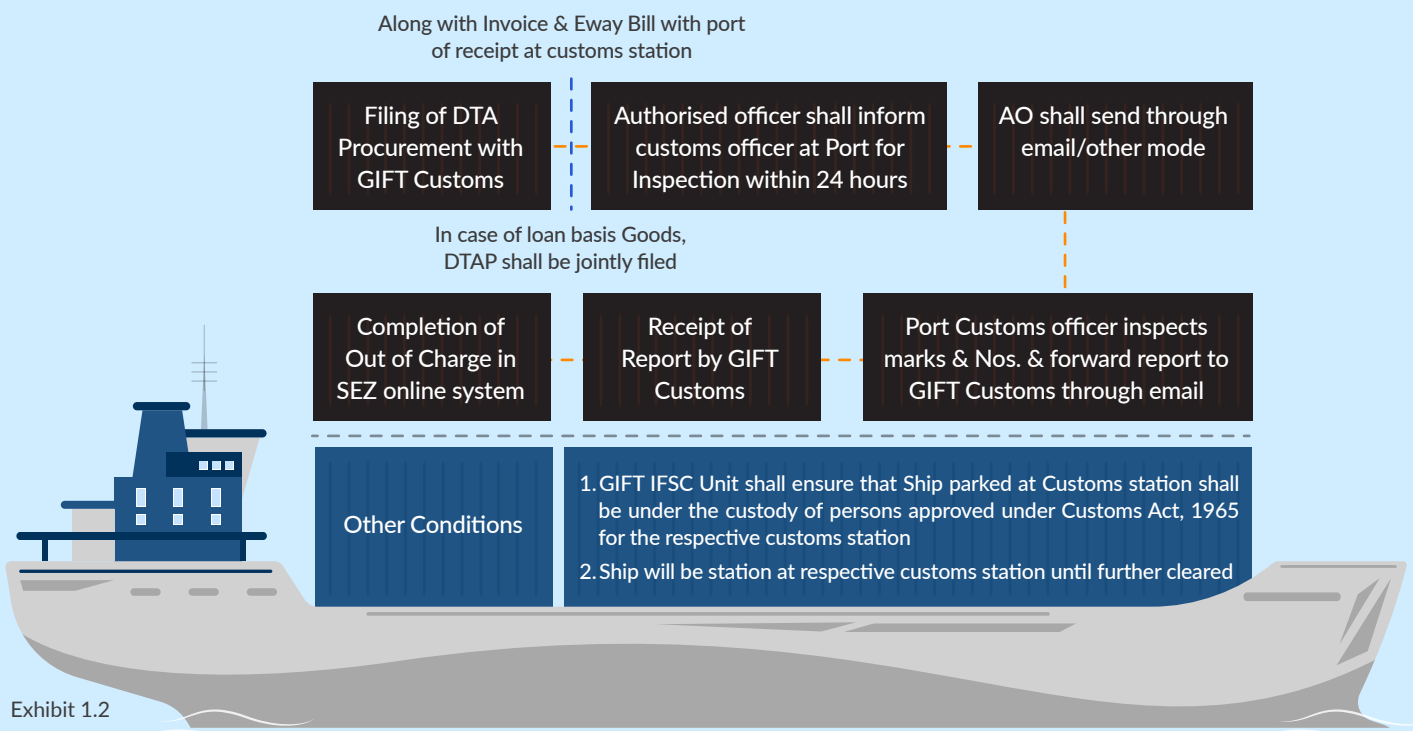 Along with Invoice & Eway Bill with port
of receipt at customs station
Filing of DTA
Procurement with
GIFT Customs
Authorised officer shall inform
customs officer at Port for
Inspection within 24 hours
AO shall send through
email/other mode
In case of loan basis Goods,
DTAP shall be jointly filed
Completion of
Out of Charge in
SEZ online system
Receipt of
Report by GIFT
Customs
Port Customs officer inspects
marks & Nos. & forward report to
GIFT Customs through email
Other Conditions
1. GIFT IFSC Unit shall ensure that Ship parked at Customs station shall
be under the custody of persons approved under Customs Act, 1965
for the respective customs station
2. Ship will be station at respective customs station until further cleared
Exhibit 1.2